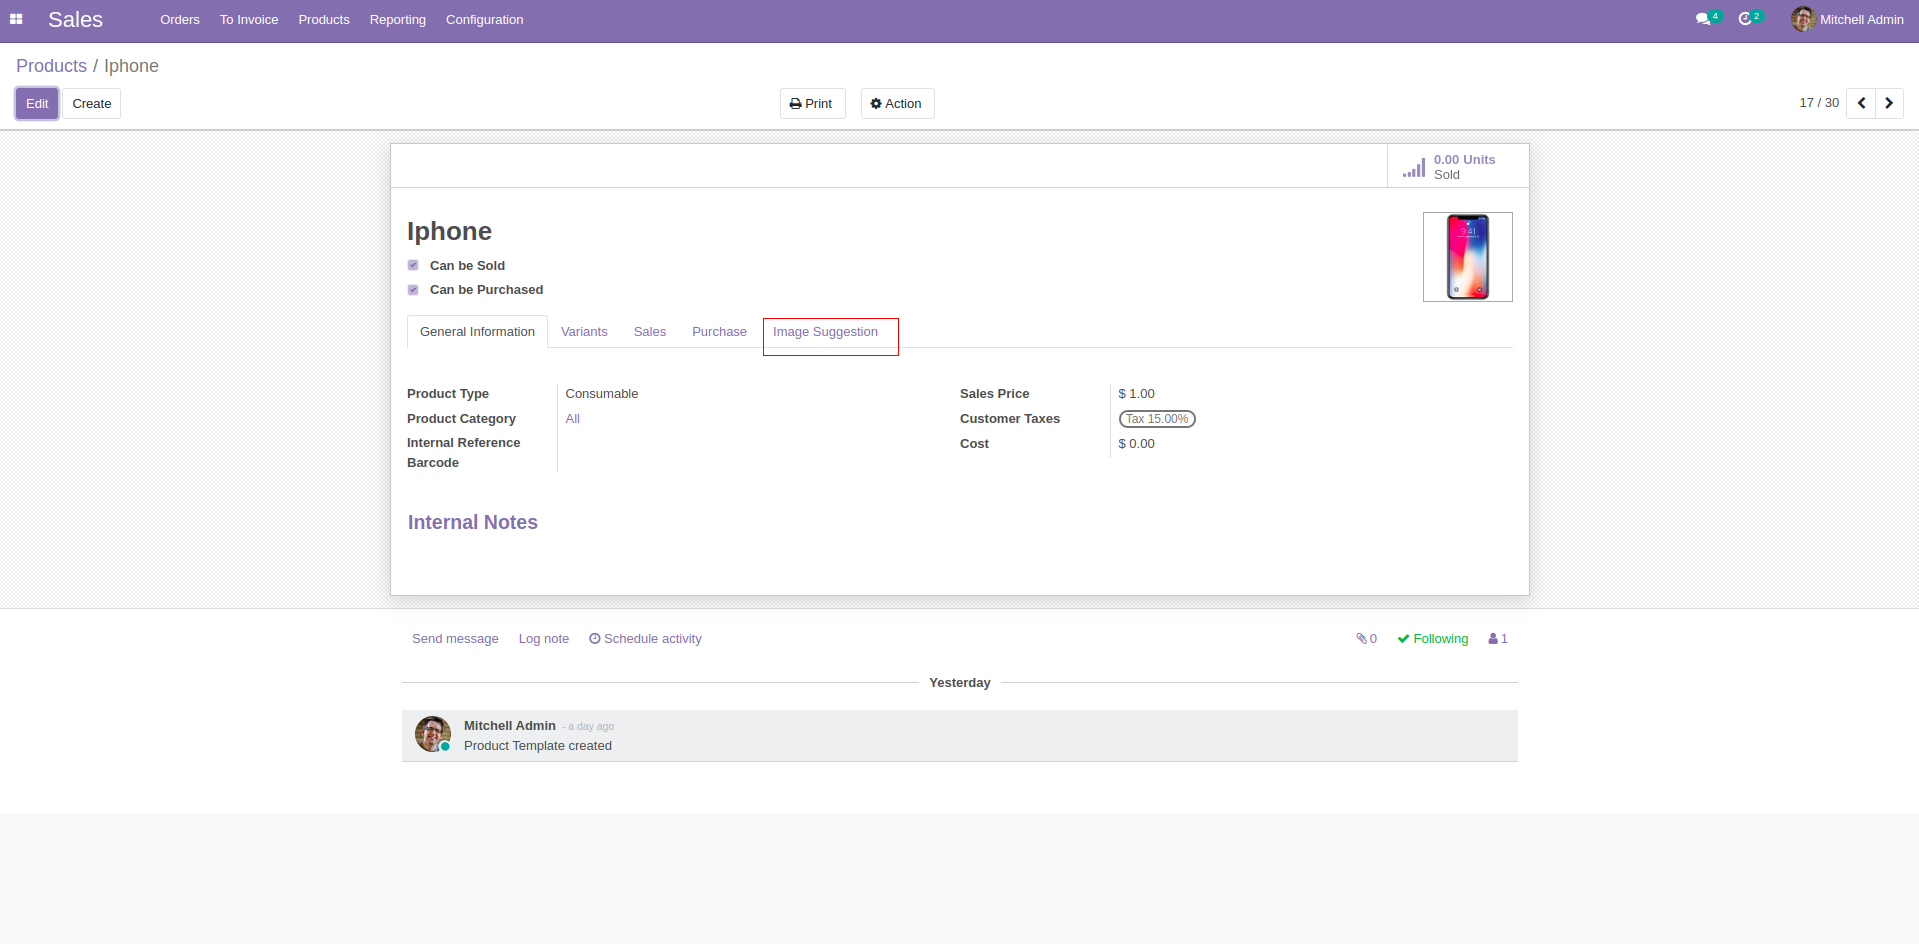 Sales
Orders To Invoice Products Reporting Configuration
4 2 Mitchell Admin
Products / Iphone
Edit Create
Print Action
17 / 30
0.00 Units
Sold
Iphone
9:41
Can be Sold
Can be Purchased
General Information Variants Sales Purchase Image Suggestion
Product Type Consumable
Product Category All
Internal Reference
Barcode
Sales Price $ 1.00
Customer Taxes Tax 15.00%
Cost $ 0.00
Internal Notes
Send message Log note Schedule activity
0 Following 1
Yesterday
Mitchell Admin - a day ago
Product Template created